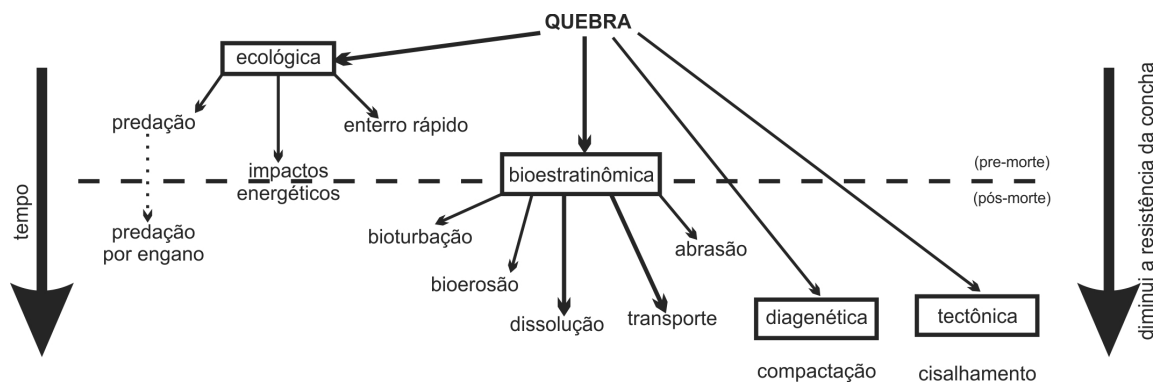 QUEBRA
ecológica
predação
enterro rápido
impactos
energéticos
bioestratinômica
(pre-morte)
(pós-morte)
tempo
diminui a resistência da concha
predação
por engano
bioturbação
abrasão
bioerosão
dissolução
transporte
diagenética
tectônica
compactação
cisalhamento